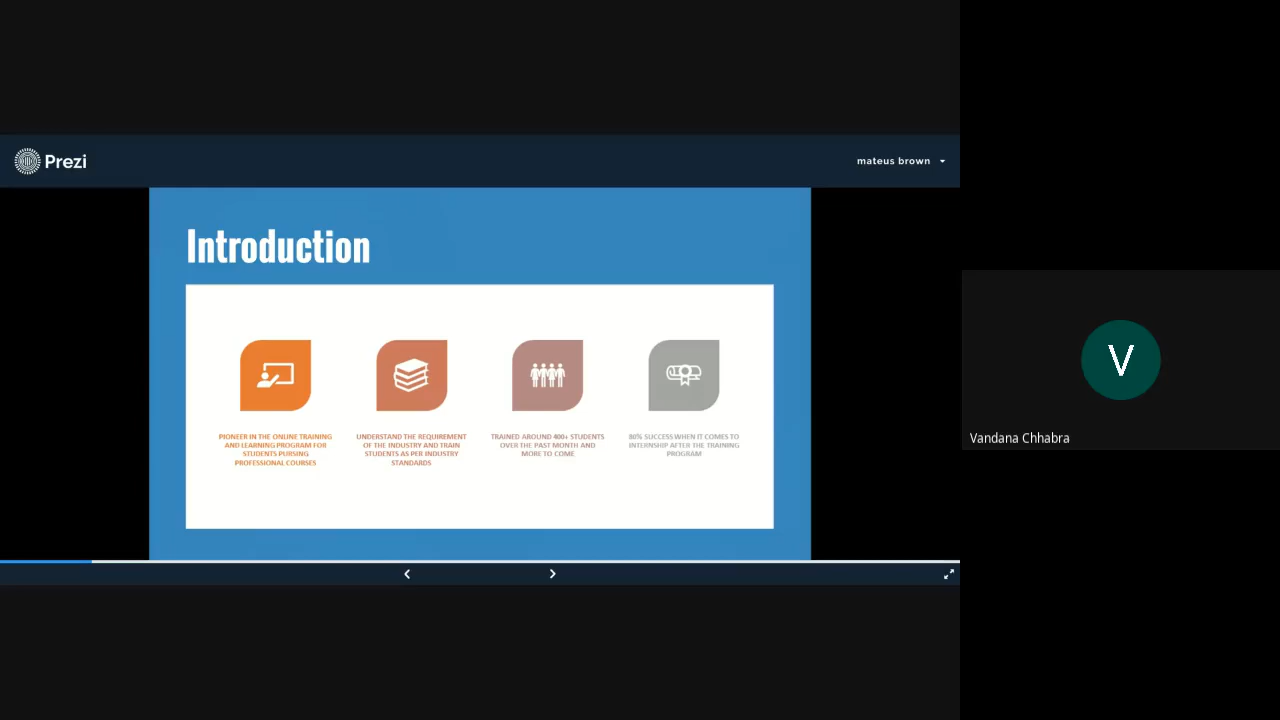 Prezi
mateus brown
Introduction
PIONEER IN THE ONLINE TRAINING
AND LEARNING PROGRAM FOR
STUDENTS PURSING
PROFESSIONAL COURSES
UNDERSTAND THE REQUIREMENT
OF THE INDUSTRY AND TRAIN
STUDENTS AS PER INDUSTRY
STANDARDS
TRAINED AROUND 400+ STUDENTS
OVER THE PAST MONTH AND
MORE TO COME
80% SUCCESS WHEN IT COMES TO
INTERNSHIP AFTER THE TRAINING
PROGRAM
V
Vandana Chhabra